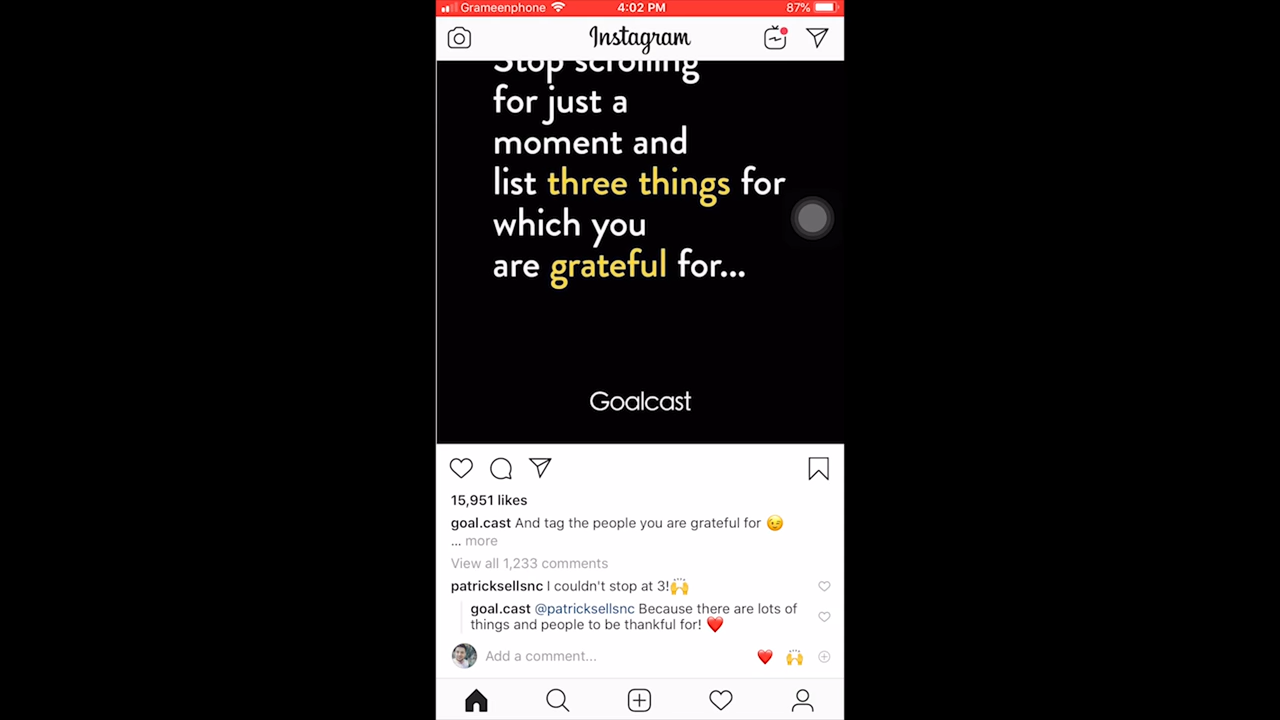 Grameenphone 4:02 PM 87%
Instagram
Stop scrolling
for just a
moment and
list three things for
which you
are grateful for...
Goalcast
15,951 likes
goal.cast And tag the people you are grateful for 😉
... more
View all 1,233 comments
patricksellsnc I couldn't stop at 3!🙌
goal.cast @patricksellsnc Because there are lots of
things and people to be thankful for! ❤️
Add a comment...